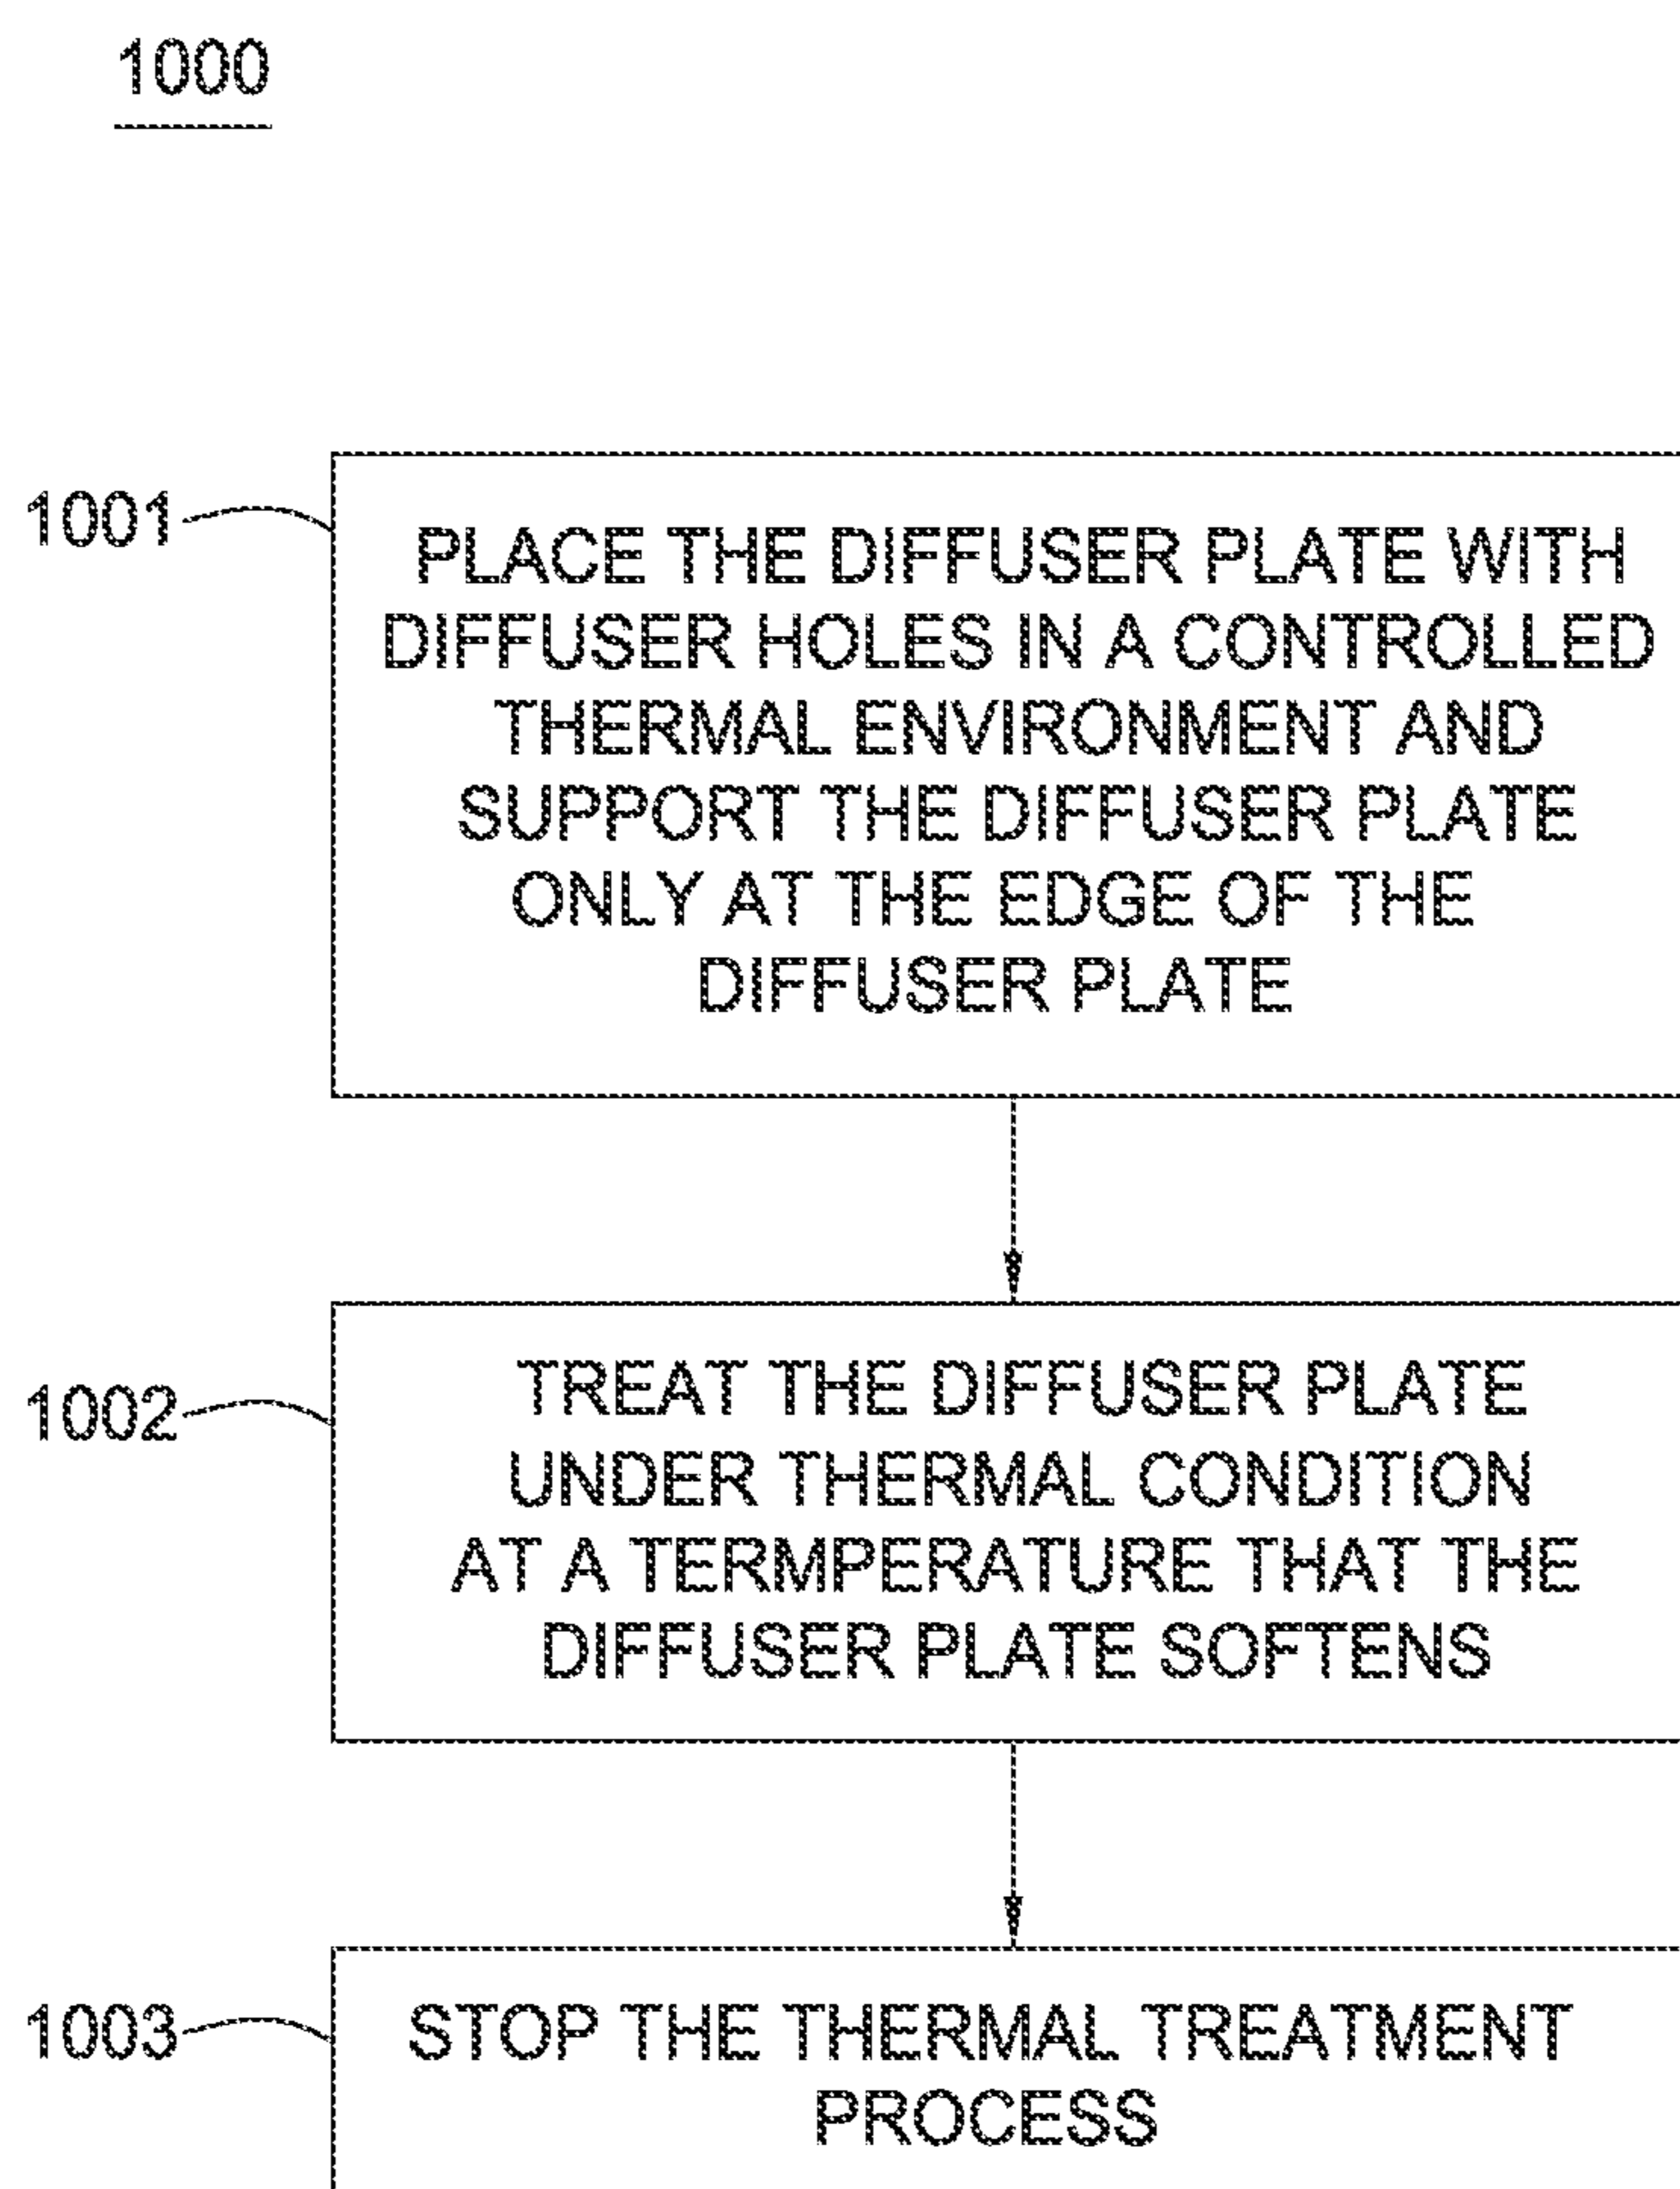 1000
1001
PLACE THE DIFFUSER PLATE WITH
DIFFUSER HOLES IN A CONTROLLED
THERMAL ENVIRONMENT AND
SUPPORT THE DIFFUSER PLATE
ONLY AT THE EDGE OF THE
DIFFUSER PLATE
1002
TREAT THE DIFFUSER PLATE
UNDER THERMAL CONDITION
AT A TERMPERATURE THAT THE
DIFFUSER PLATE SOFTENS
1003
STOP THE THERMAL TREATMENT
PROCESS